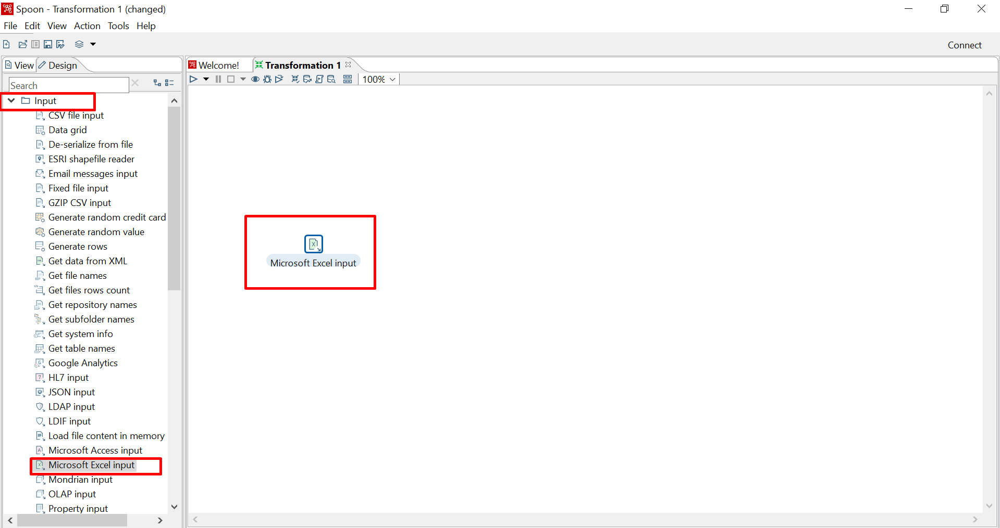 Spoon - Transformation 1 (changed)
File Edit View Action Tools Help
Connect
View Design
Welcome! Transformation 1
100%
Search
Input
CSV file input
Data grid
De-serialize from file
ESRI shapefile reader
Email messages input
Fixed file input
GZIP CSV input
Generate random credit card
Generate random value
Generate rows
Get data from XML
Get file names
Get files rows count
Get repository names
Get subfolder names
Get system info
Get table names
Google Analytics
HL7 input
JSON input
LDAP input
LDIF input
Load file content in memory
Microsoft Access input
Microsoft Excel input
Mondrian input
OLAP input
Property input
Microsoft Excel input